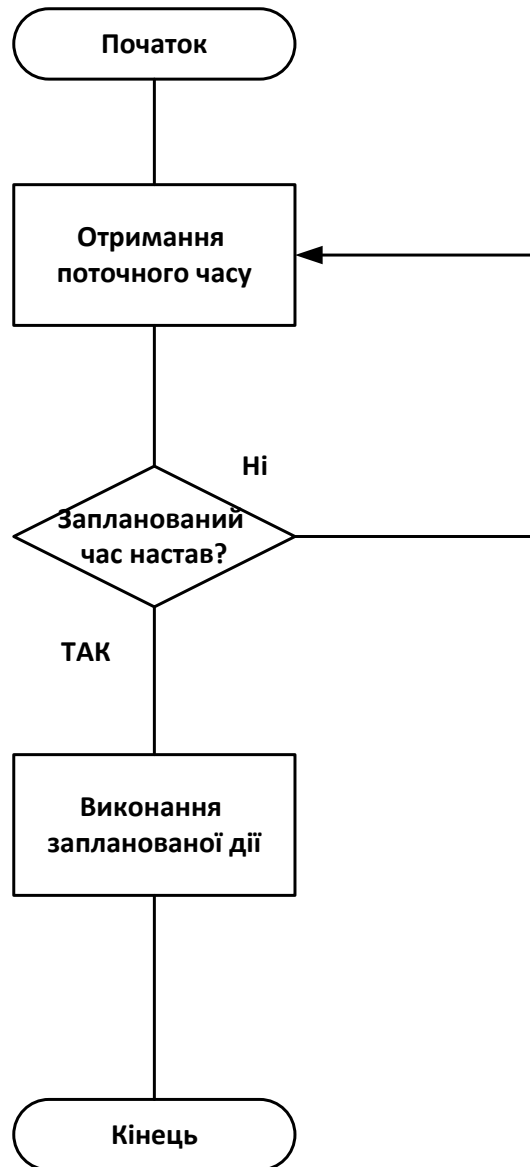 Початок
Отримання
поточного часу
Ні
Запланований
час настав?
ТАК
Виконання
запланованої дії
Кінець